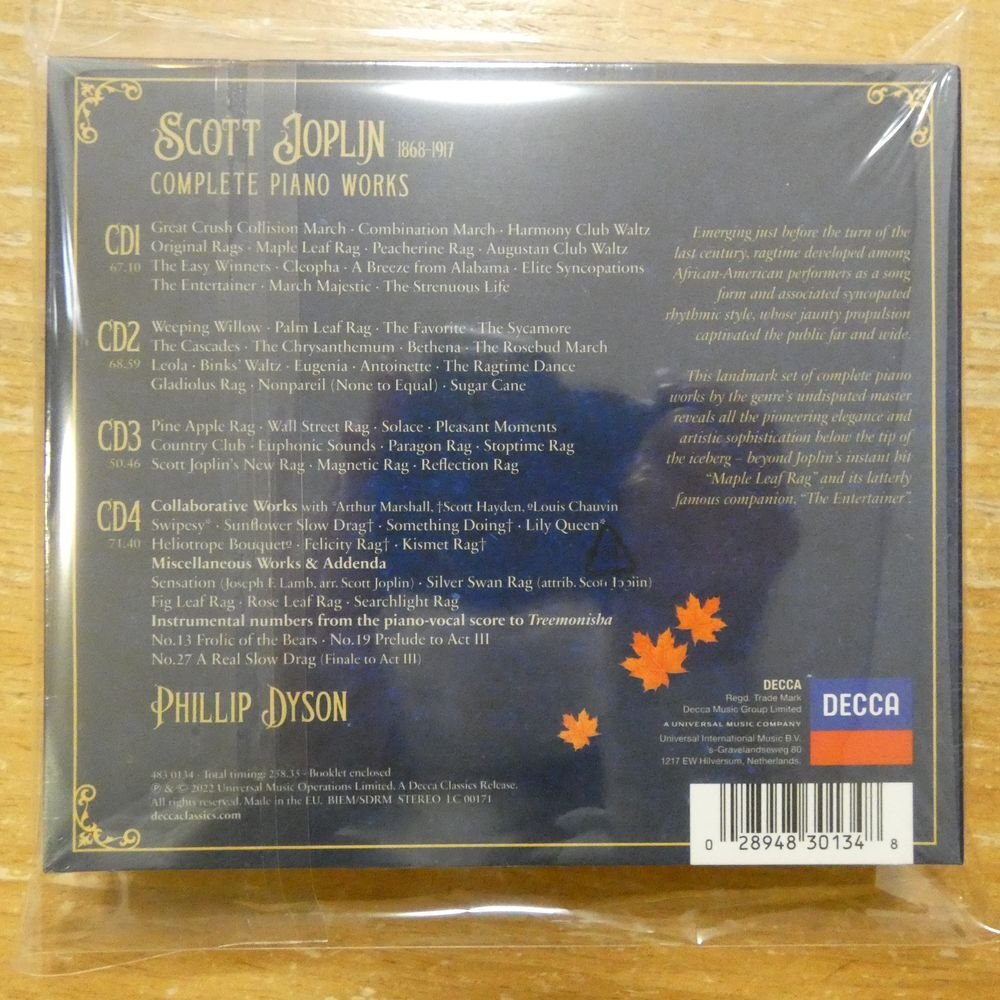 SCOTT JOPLIN 1868-1917
COMPLETE PIANO WORKS
CD1
67.10
Great Crush Collision March · Combination March · Harmony Club Waltz
Original Rags · Maple Leaf Rag · Peacherine Rag · Augustan Club Waltz
The Easy Winners · Cleopha · A Breeze from Alabama · Elite Syncopations
The Entertainer · March Majestic · The Strenuous Life
CD2
68.59
Weeping Willow · Palm Leaf Rag · The Favorite · The Sycamore
The Cascades · The Chrysanthemum · Bethena · The Rosebud March
Leola · Binks' Waltz · Eugenia · Antoinette · The Ragtime Dance
Gladiolus Rag · Nonpareil (None to Equal) · Sugar Cane
CD3
50.46
Pine Apple Rag · Wall Street Rag · Solace · Pleasant Moments
Country Club · Euphonic Sounds · Paragon Rag · Stoptime Rag
Scott Joplin's New Rag · Magnetic Rag · Reflection Rag
CD4
71.40
Collaborative Works with *Arthur Marshall, †Scott Hayden, ºLouis Chauvin
Swipesy* · Sunflower Slow Drag† · Something Doing† · Lily Queen*
Heliotrope Bouquetº · Felicity Rag† · Kismet Rag†
Miscellaneous Works & Addenda
Sensation (Joseph F. Lamb, arr. Scott Joplin) · Silver Swan Rag (attrib. Scott Joplin)
Fig Leaf Rag · Rose Leaf Rag · Searchlight Rag
Instrumental numbers from the piano-vocal score to Treemonisha
No.13 Frolic of the Bears · No.19 Prelude to Act III
No.27 A Real Slow Drag (Finale to Act III)
PHILLIP DYSON
Emerging just before the turn of the
last century, ragtime developed among
African-American performers as a song
form and associated syncopated
rhythmic style, whose jaunty propulsion
captivated the public far and wide.
This landmark set of complete piano
works by the genre's undisputed master
reveals all the pioneering elegance and
artistic sophistication below the tip of
the iceberg – beyond Joplin's instant hit
"Maple Leaf Rag" and its latterly
famous companion, "The Entertainer".
483 0134 · Total timing: 258.35 · Booklet enclosed
℗ & © 2022 Universal Music Operations Limited. A Decca Classics Release.
All rights reserved. Made in the EU. BIEM/SDRM STEREO LC 00171
deccaclassics.com
DECCA
Regd. Trade Mark
Decca Music Group Limited
A UNIVERSAL MUSIC COMPANY
Universal International Music B.V.
's-Gravelandseweg 80
1217 EW Hilversum, Netherlands.
DECCA
0 28948 30134 8